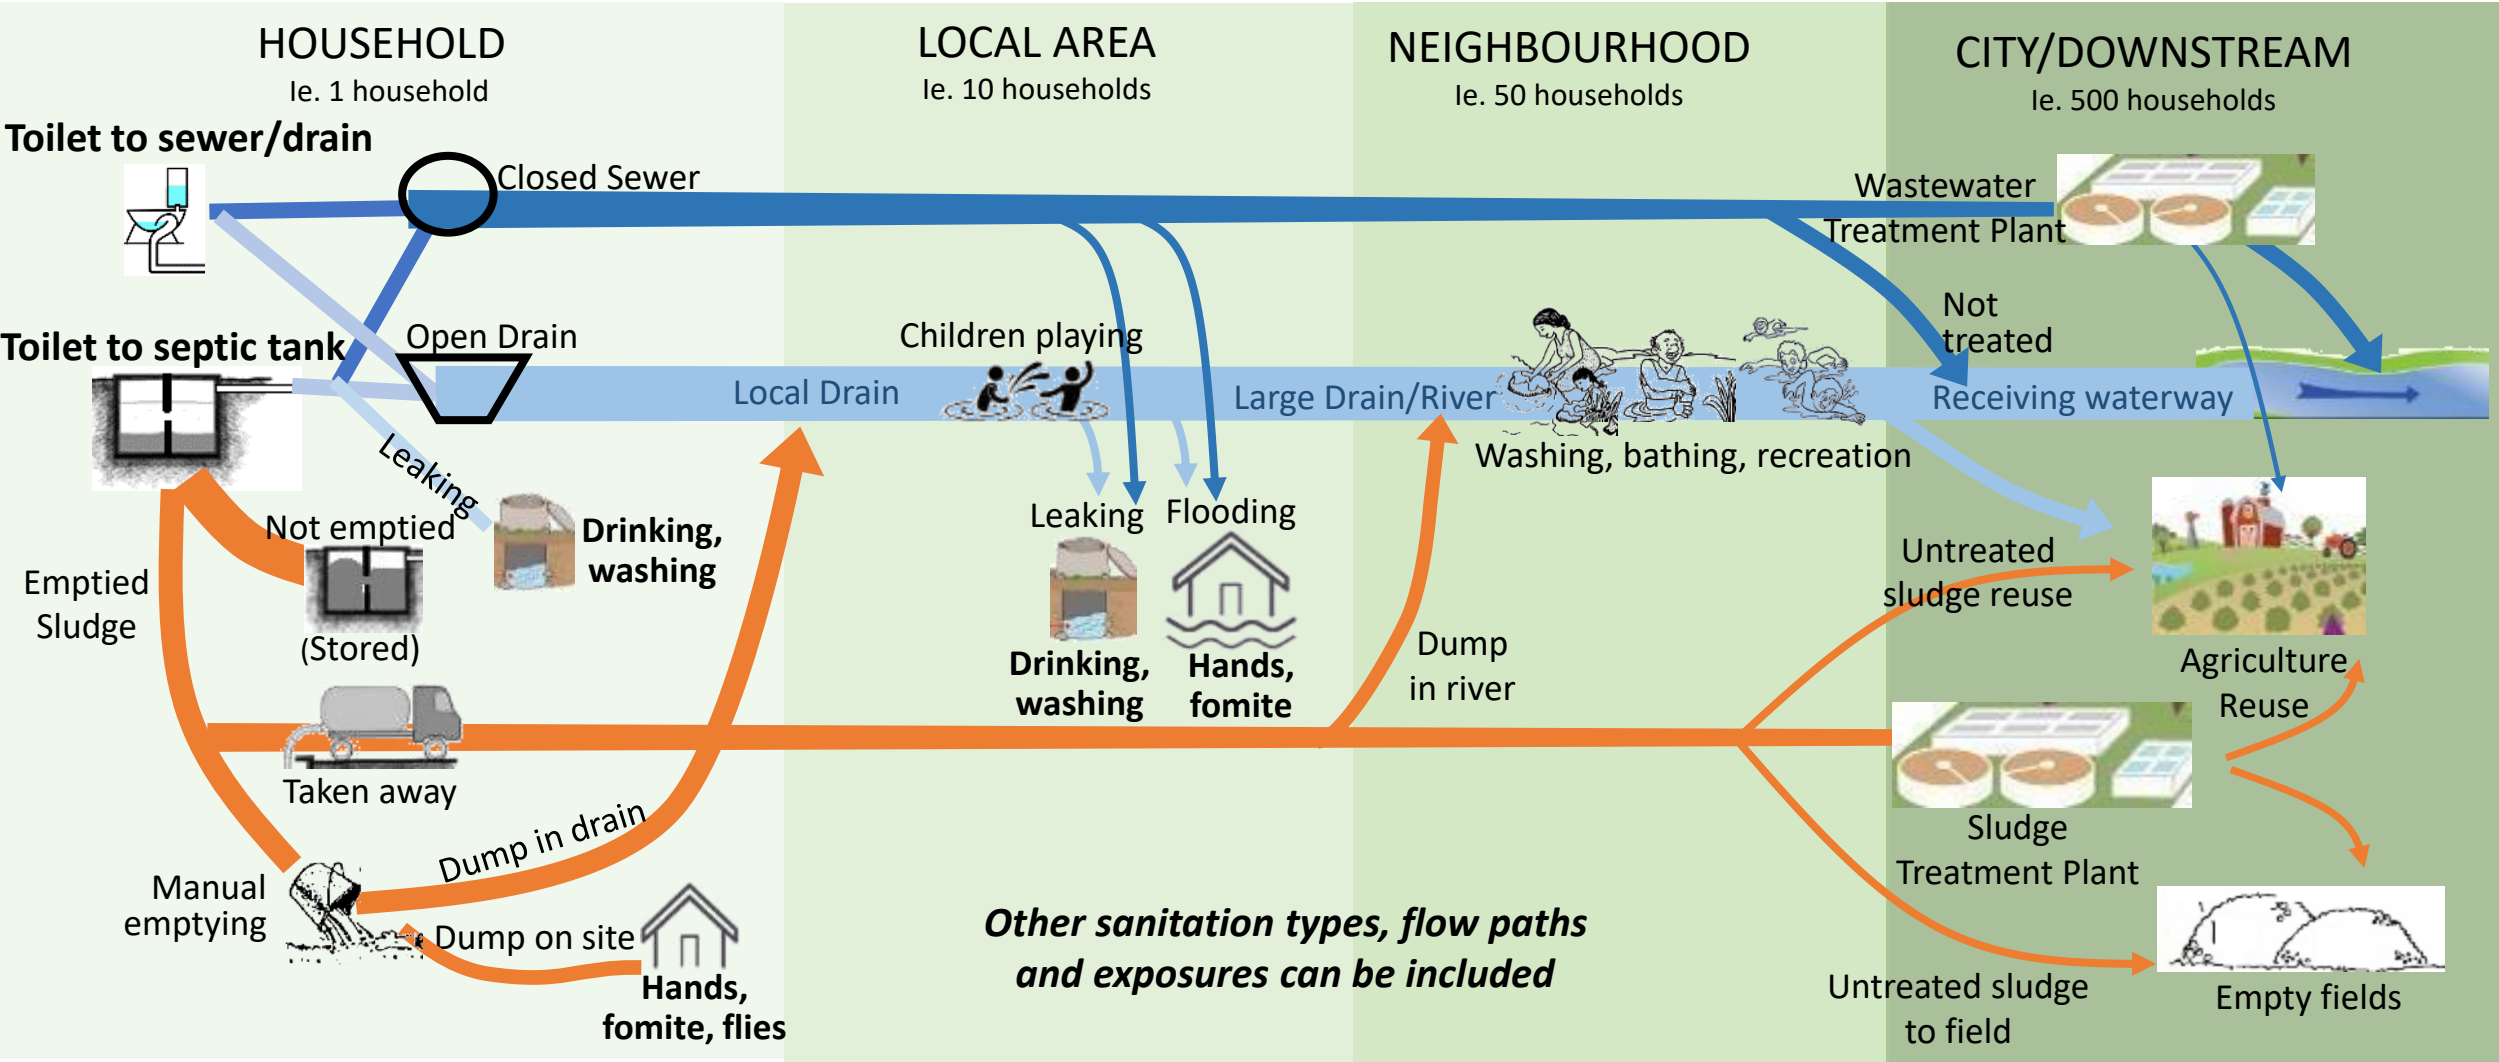 HOUSEHOLD
Ie. 1 household
LOCAL AREA
Ie. 10 households
NEIGHBOURHOOD
Ie. 50 households
CITY/DOWNSTREAM
Ie. 500 households
Toilet to sewer/drain
Closed Sewer
Wastewater
Treatment Plant
Not
treated
Toilet to septic tank
Open Drain
Local Drain
Children playing
Large Drain/River
Washing, bathing, recreation
Receiving waterway
Leaking
Drinking,
washing
Not emptied
(Stored)
Emptied
Sludge
Leaking
Drinking,
washing
Flooding
Hands,
fomite
Dump
in river
Untreated
sludge reuse
Agriculture
Reuse
Taken away
Sludge
Treatment Plant
Manual
emptying
Dump in drain
Dump on site
Hands,
fomite, flies
Other sanitation types, flow paths
and exposures can be included
Untreated sludge
to field
Empty fields